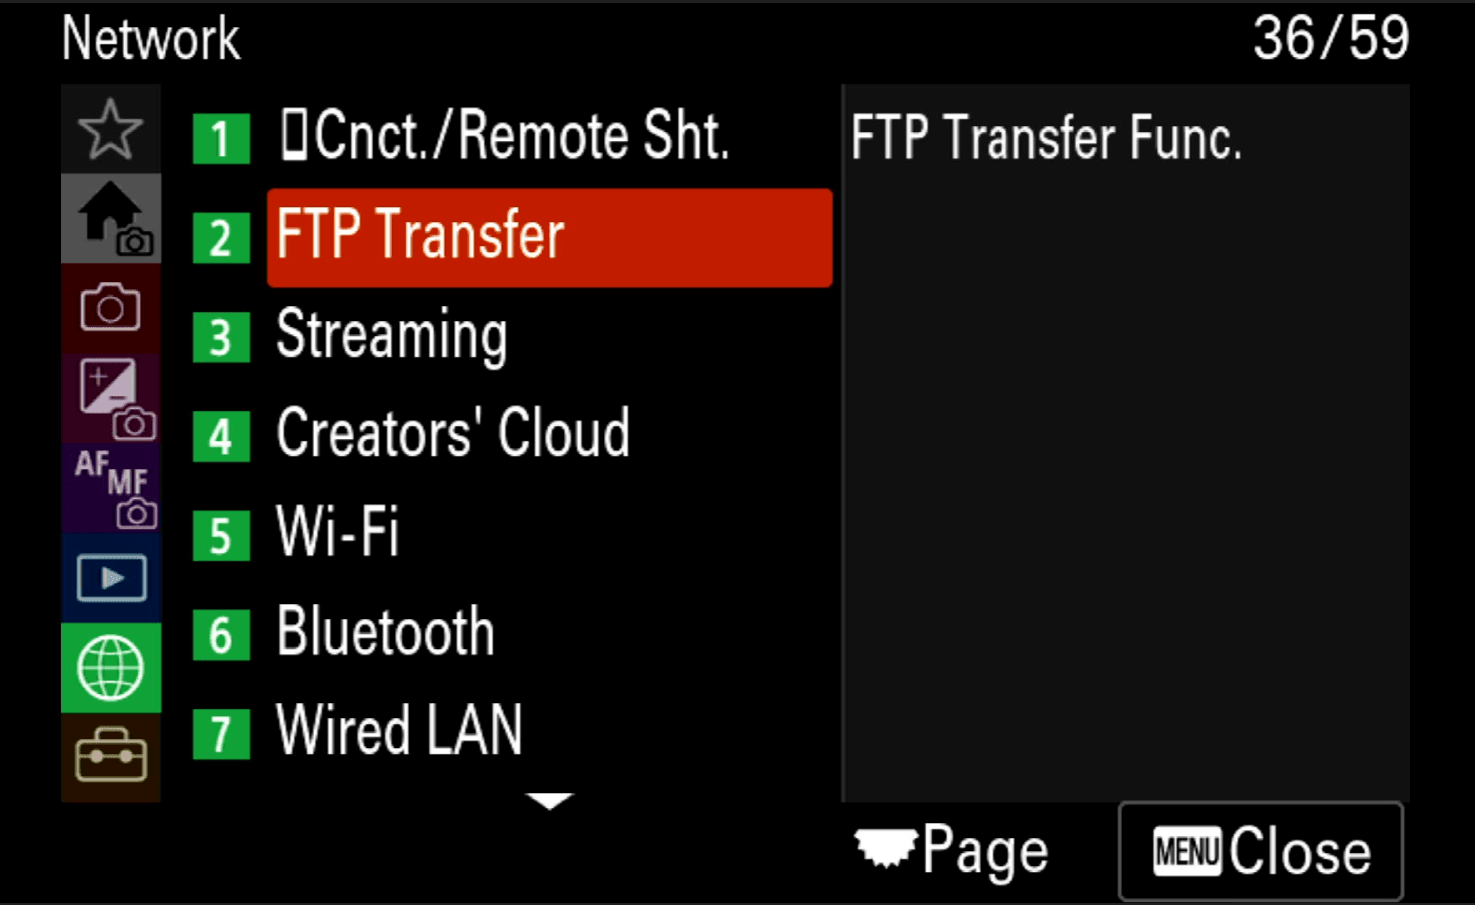 Network
36/59
1 Cnct./Remote Sht.
2 FTP Transfer
3 Streaming
4 Creators' Cloud
5 Wi-Fi
6 Bluetooth
7 Wired LAN
AF
MF
FTP Transfer Func.
Page
MENU Close